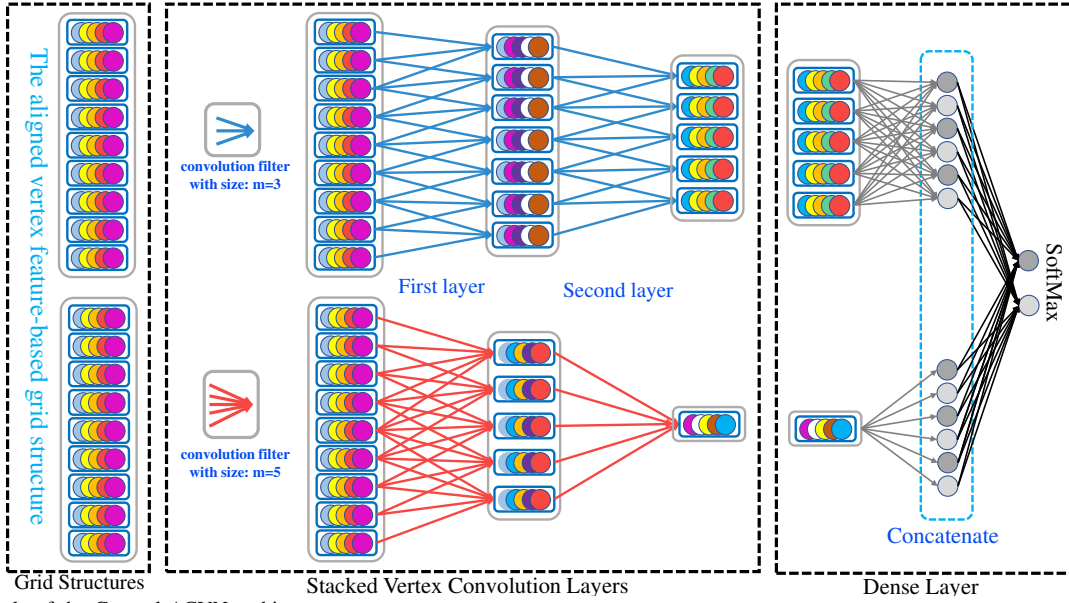 The aligned vertex feature-based grid structure
convolution filter
with size: m=3
First layer
Second layer
convolution filter
with size: m=5
SoftMax
Concatenate
Grid Structures
Stacked Vertex Convolution Layers
Dense Layer